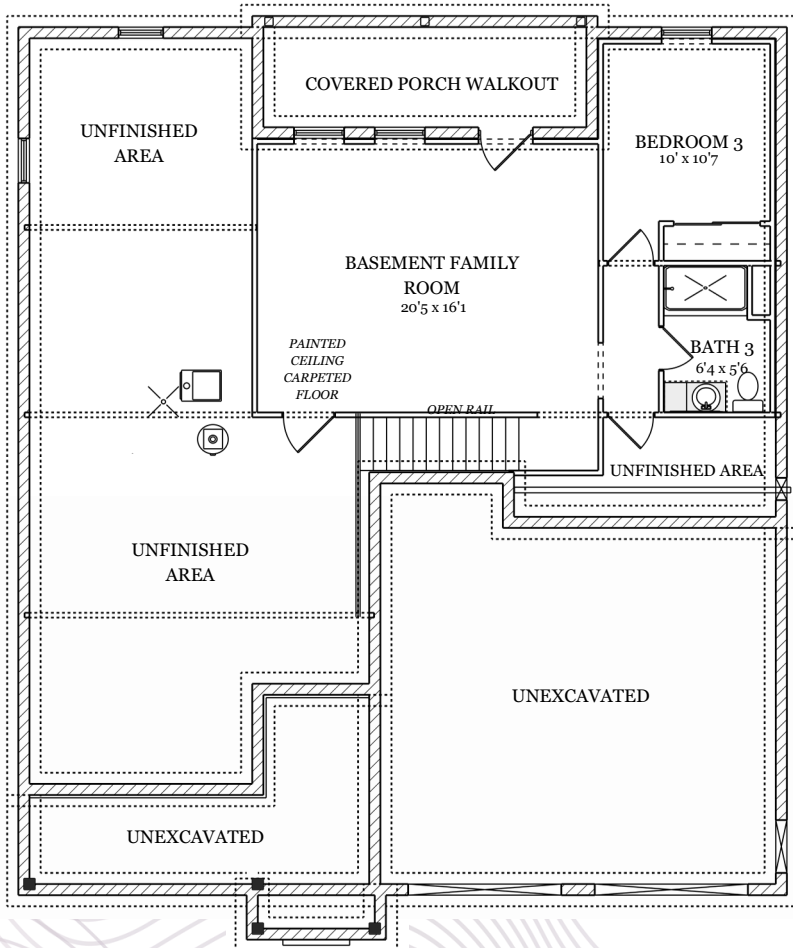 COVERED PORCH WALKOUT
UNFINISHED
AREA
BEDROOM 3
10' x 10'7
BASEMENT FAMILY
ROOM
20'5 x 16'1
PAINTED
CEILING
CARPETED
FLOOR
BATH 3
6'4 x 5'6
OPEN RAIL
UNFINISHED AREA
UNFINISHED
AREA
UNEXCAVATED
UNEXCAVATED